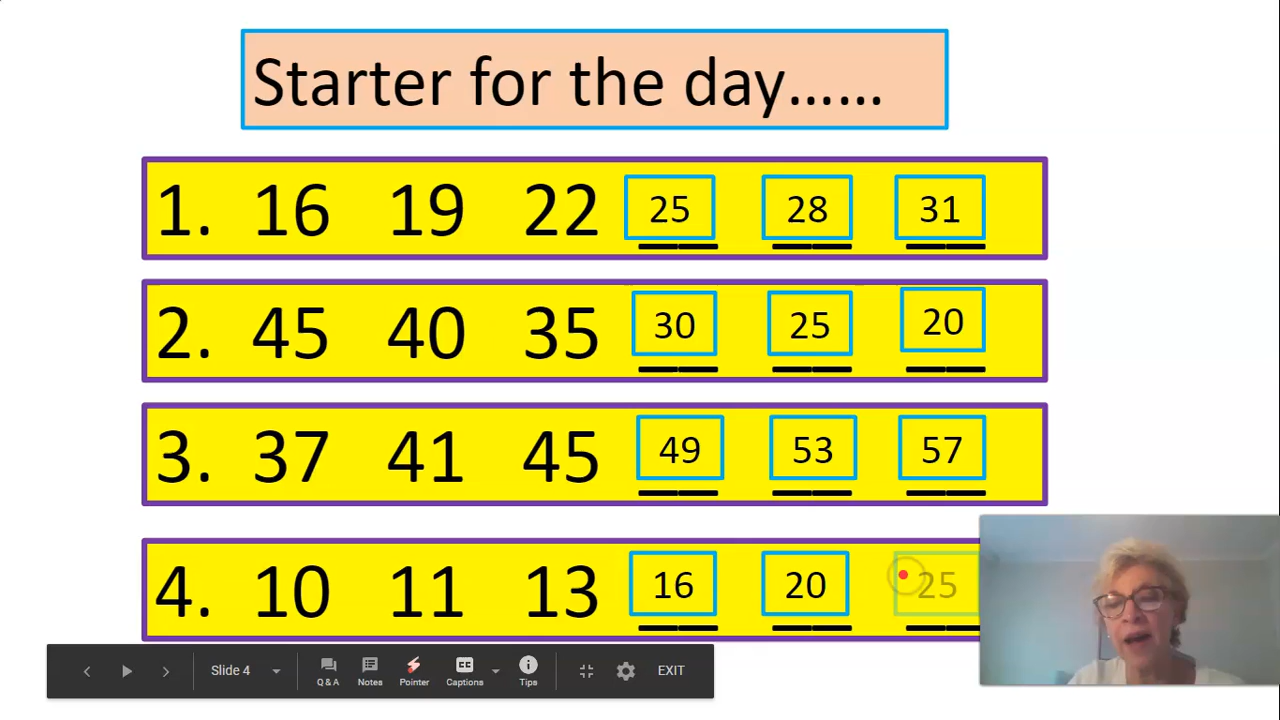 Starter for the day......
1. 16 19 22 25 28 31
2. 45 40 35 30 25 20
3. 37 41 45 49 53 57
4. 10 11 13 16 20 25
Slide 4
Q & A
Notes
Pointer
CC
Captions
Tips
EXIT